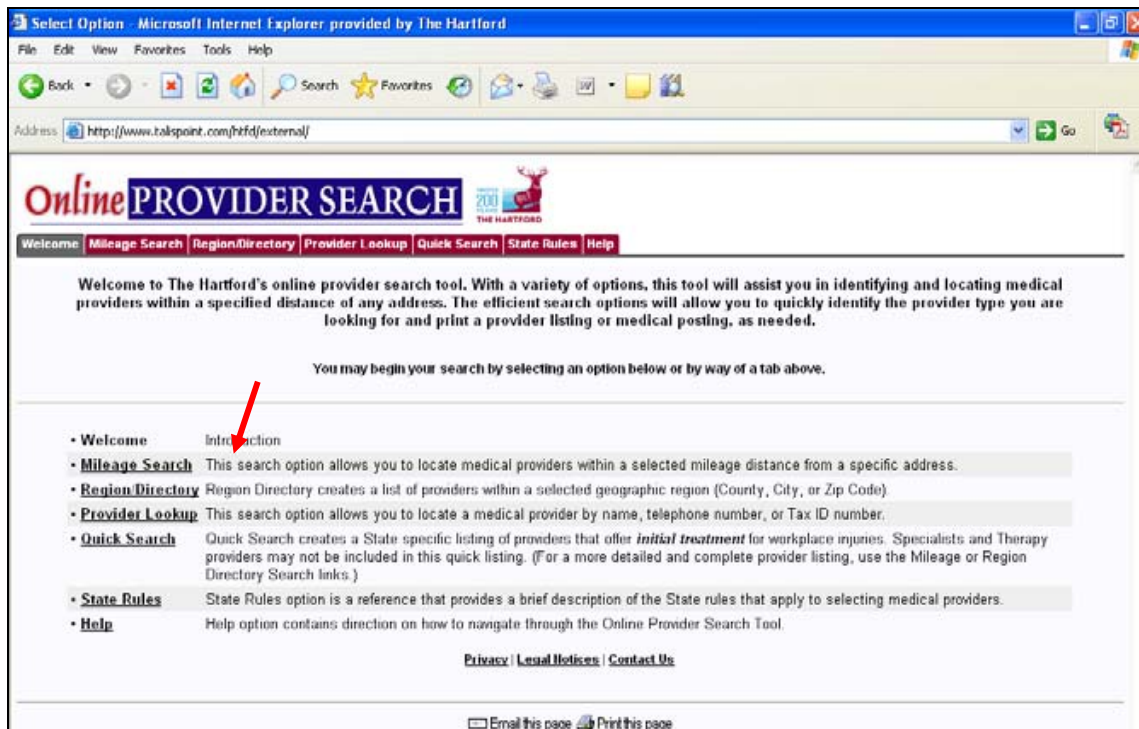 Select Option - Microsoft Internet Explorer provided by The Hartford
File Edit View Favorites Tools Help
Back Search Favorites
Address http://www.talispoint.com/htfd/external/ Go
Online PROVIDER SEARCH 200 THE HARTFORD
Welcome Mileage Search Region/Directory Provider Lookup Quick Search State Rules Help
Welcome to The Hartford's online provider search tool. With a variety of options, this tool will assist you in identifying and locating medical
providers within a specified distance of any address. The efficient search options will allow you to quickly identify the provider type you are
looking for and print a provider listing or medical posting, as needed.
You may begin your search by selecting an option below or by way of a tab above.
• Welcome Introduction
• Mileage Search This search option allows you to locate medical providers within a selected mileage distance from a specific address.
• Region/Directory Region Directory creates a list of providers within a selected geographic region (County, City, or Zip Code).
• Provider Lookup This search option allows you to locate a medical provider by name, telephone number, or Tax ID number.
• Quick Search Quick Search creates a State specific listing of providers that offer initial treatment for workplace injuries. Specialists and Therapy
providers may not be included in this quick listing. (For a more detailed and complete provider listing, use the Mileage or Region
Directory Search links.)
• State Rules State Rules option is a reference that provides a brief description of the State rules that apply to selecting medical providers.
• Help Help option contains direction on how to navigate through the Online Provider Search Tool.
Privacy | Legal Notices | Contact Us
Email this page Print this page